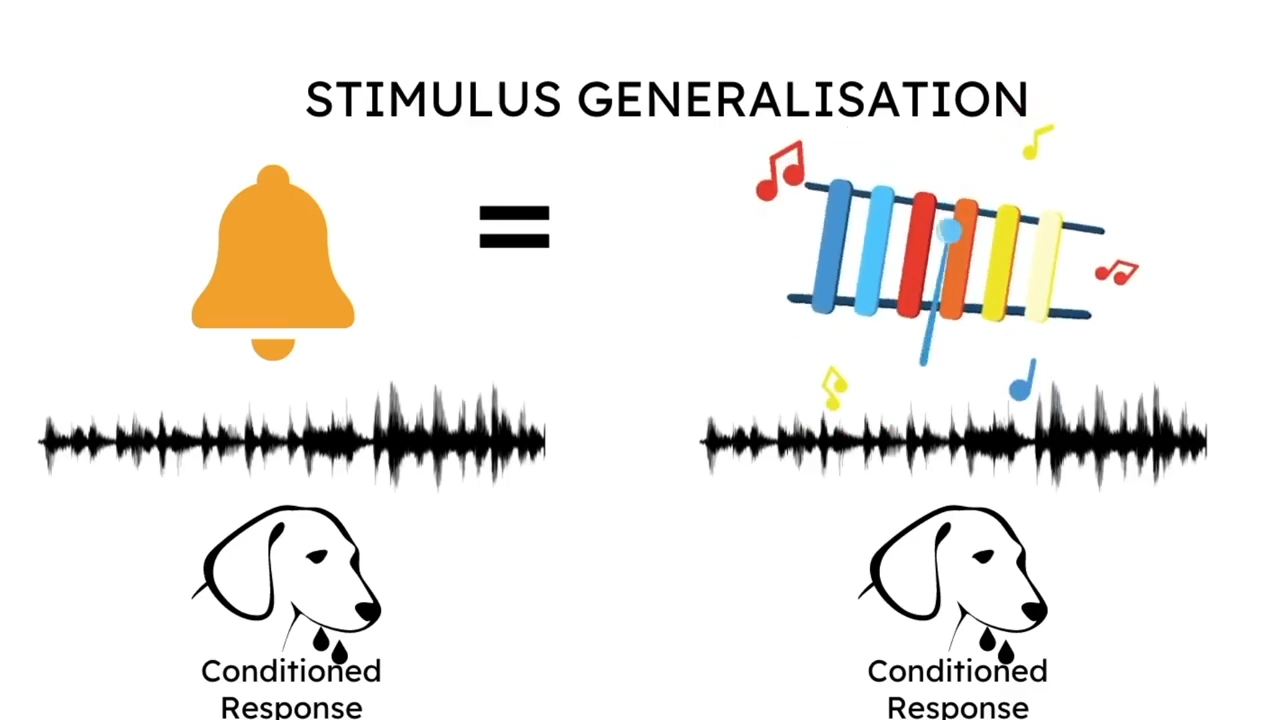 STIMULUS GENERALISATION
=
Conditioned
Response
Conditioned
Response